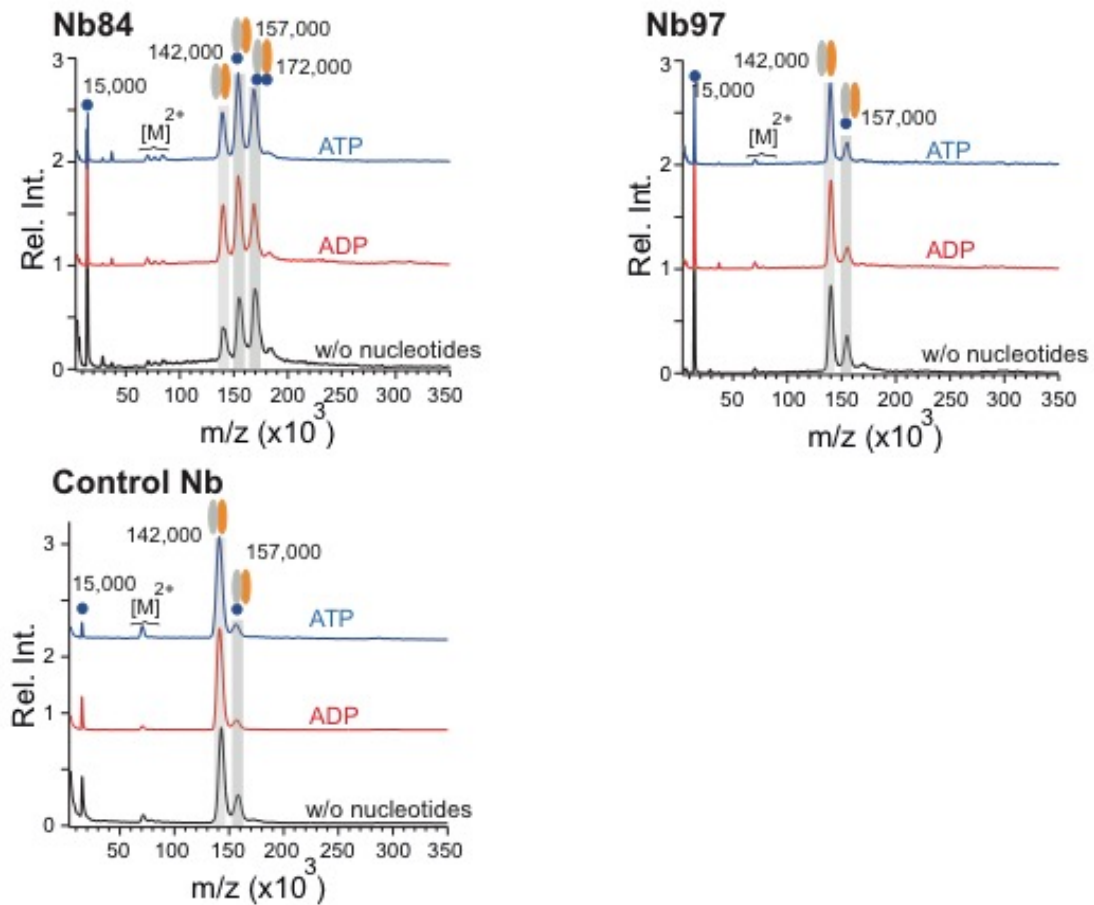 Nb84
157,000
142,000
172,000
15,000
[M]2+
ATP
ADP
w/o nucleotides
Rel. Int.
3
2
1
0
50 100 150 200 250 300 350
m/z (x10^3)
Nb97
142,000
15,000
157,000
[M]2+
ATP
ADP
w/o nucleotides
Rel. Int.
3
2
1
0
50 100 150 200 250 300 350
m/z (x10^3)
Control Nb
142,000
157,000
15,000
[M]2+
ATP
ADP
w/o nucleotides
Rel. Int.
3
2
1
0
50 100 150 200 250 300 350
m/z (x10^3)